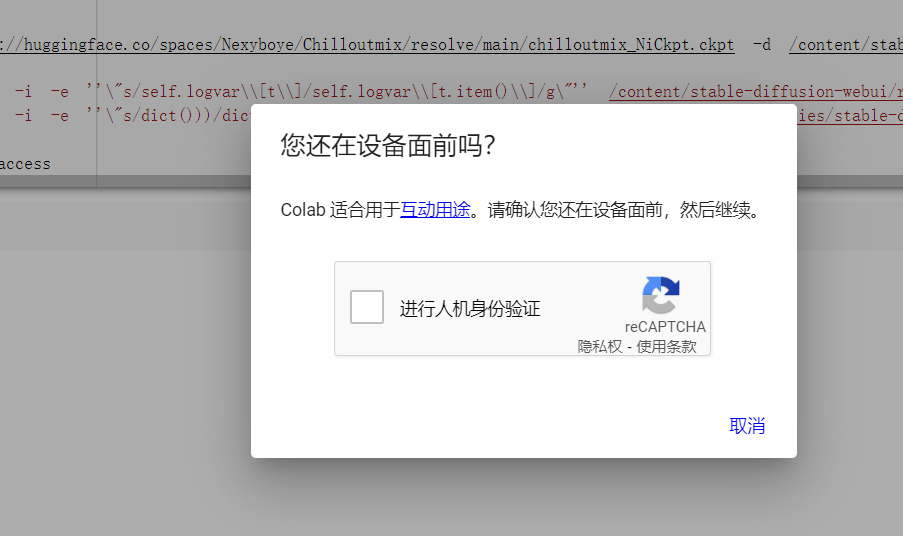 ://huggingface.co/spaces/Nexyboye/Chilloutmix/resolve/main/chilloutmix_NiCkpt.ckpt -d /content/stab
-i -e ''\"s/self.logvar\\[t\\]/self.logvar\\[t.item()\\]/g\"'' /content/stable-diffusion-webui/r
-i -e ''\"s/dict()))/dic ies/stable-d
access
您还在设备面前吗?
Colab 适合用于互动用途。请确认您还在设备面前，然后继续。
进行人机身份验证
reCAPTCHA
隐私权 - 使用条款
取消